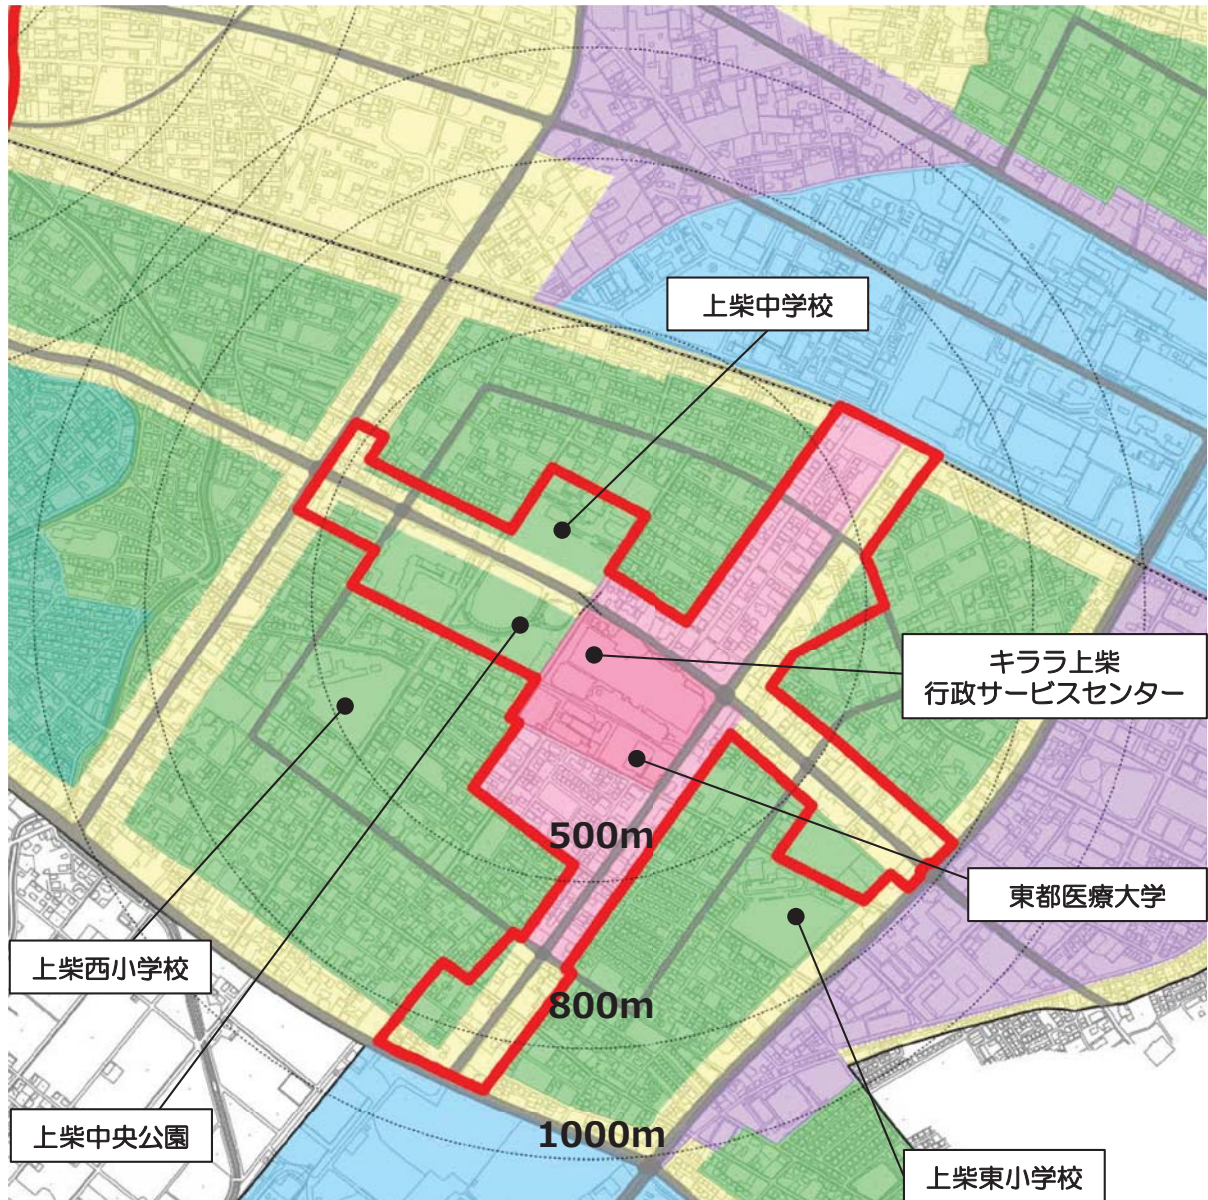 上柴中学校
キララ上柴
行政サービスセンター
500m
東都医療大学
上柴西小学校
800m
上柴中央公園
1000m
上柴東小学校